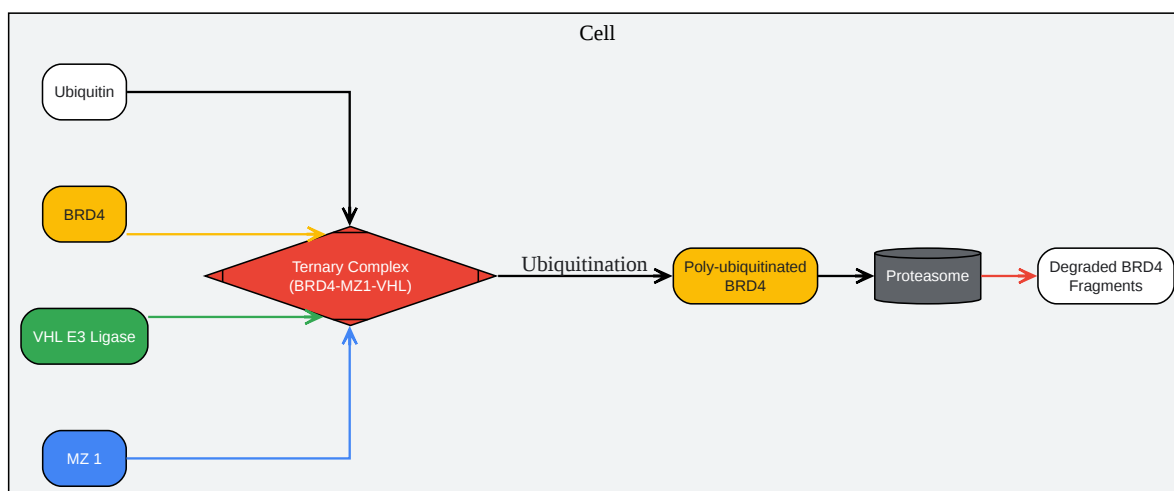 Cell
Ubiquitin
BRD4
VHL E3 Ligase
MZ 1
Ternary Complex
(BRD4-MZ1-VHL)
Ubiquitination
Poly-ubiquitinated
BRD4
Proteasome
Degraded BRD4
Fragments